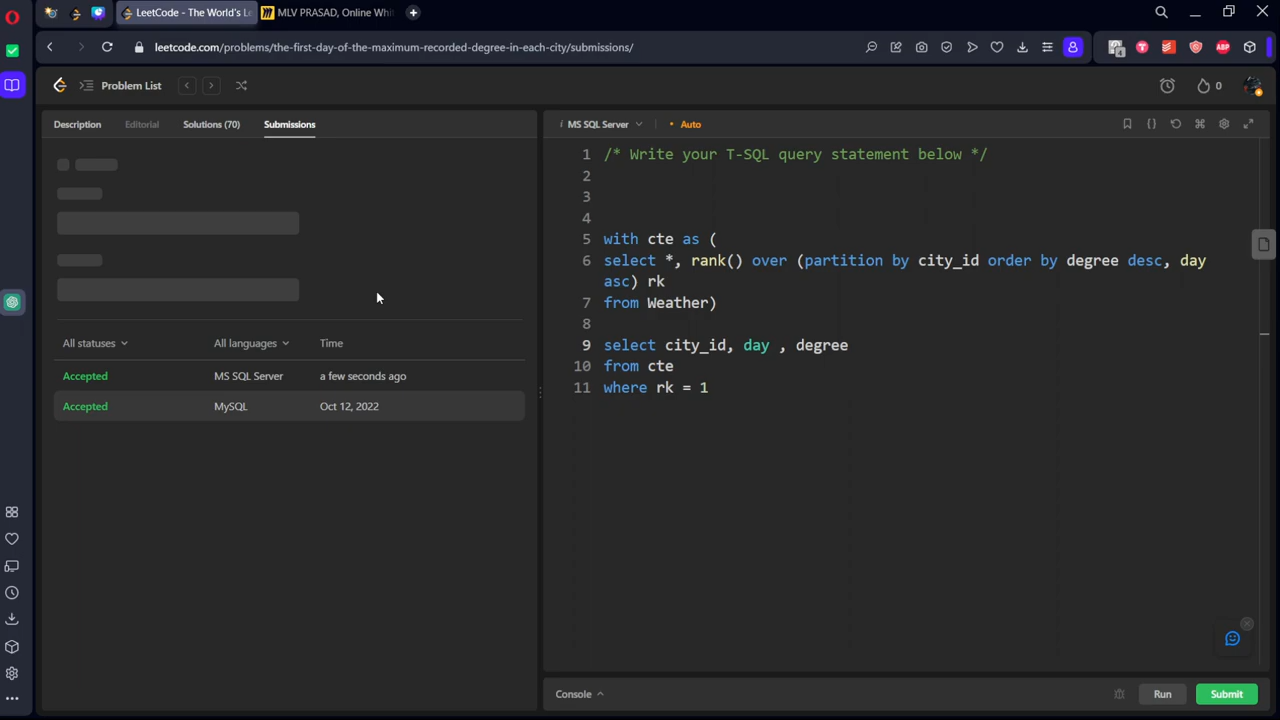 LeetCode - The World's Le
MLV PRASAD, Online Whit
leetcode.com/problems/the-first-day-of-the-maximum-recorded-degree-in-each-city/submissions/
4
ABP
Problem List
0
Description
Editorial
Solutions (70)
Submissions
All statuses
All languages
Time
Accepted
MS SQL Server
a few seconds ago
Accepted
MySQL
Oct 12, 2022
i MS SQL Server
• Auto
1 /* Write your T-SQL query statement below */
2
3
4
5 with cte as (
6 select *, rank() over (partition by city_id order by degree desc, day
asc) rk
7 from Weather)
8
9 select city_id, day , degree
10 from cte
11 where rk = 1
Console
Run
Submit